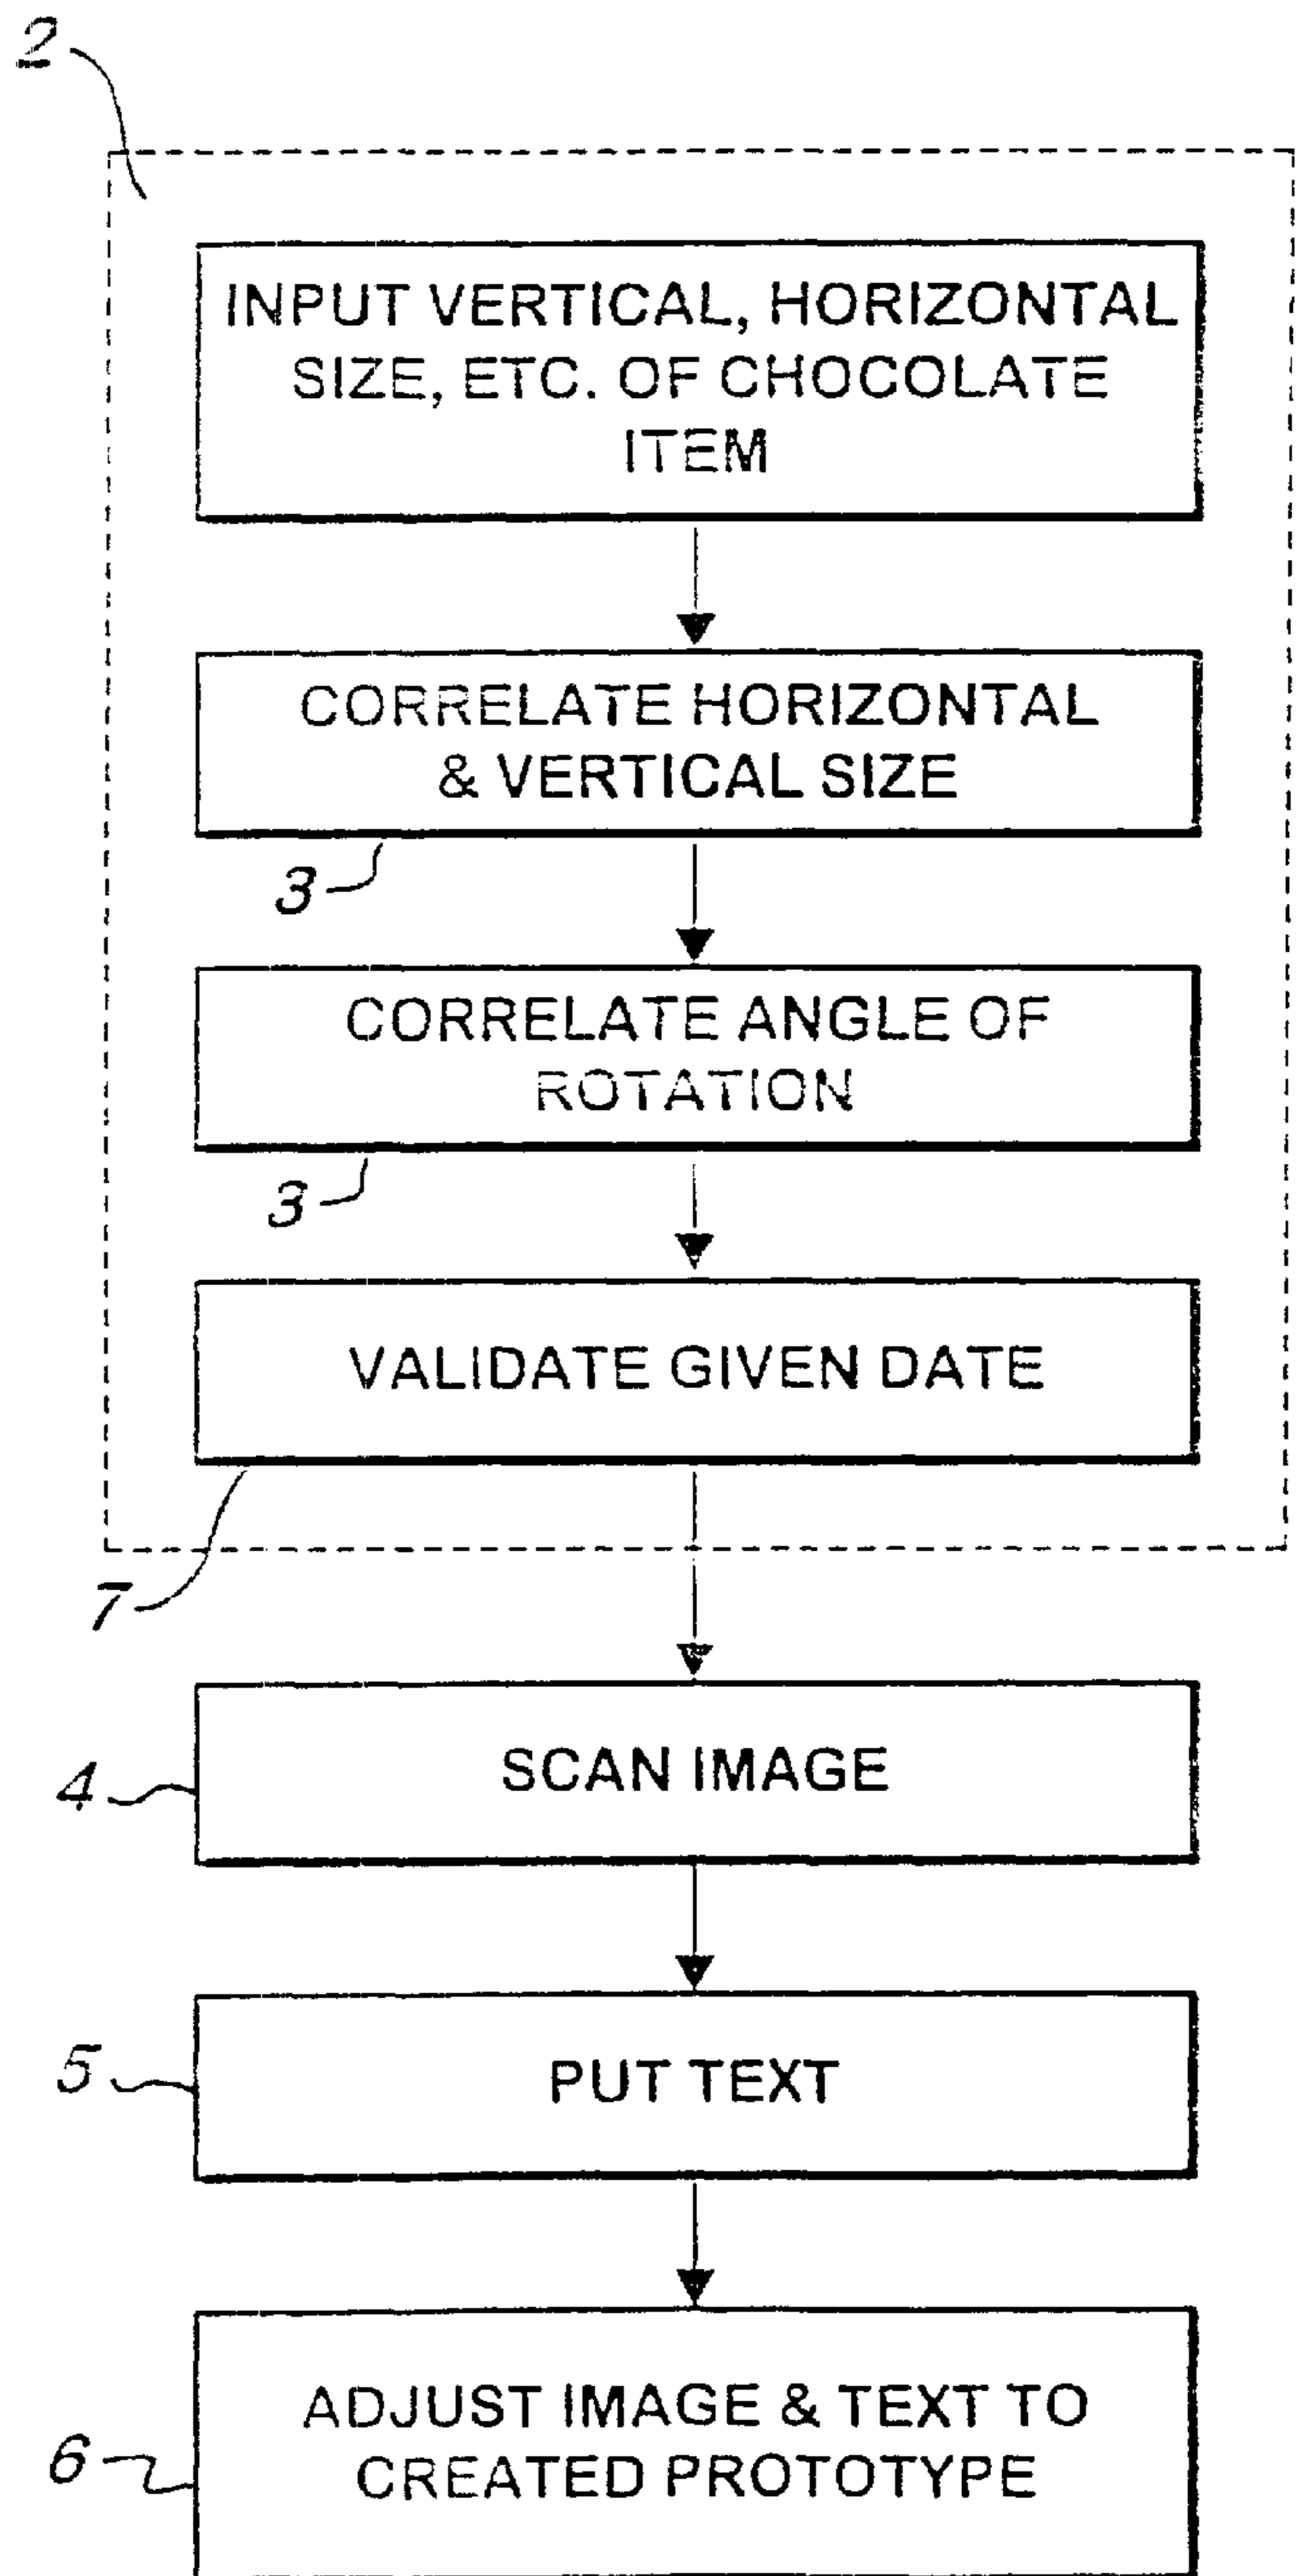 2
INPUT VERTICAL, HORIZONTAL
SIZE, ETC. OF CHOCOLATE
ITEM
CORRELATE HORIZONTAL
& VERTICAL SIZE
3
CORRELATE ANGLE OF
ROTATION
3
VALIDATE GIVEN DATE
7
4
SCAN IMAGE
5
PUT TEXT
6
ADJUST IMAGE & TEXT TO
CREATED PROTOTYPE